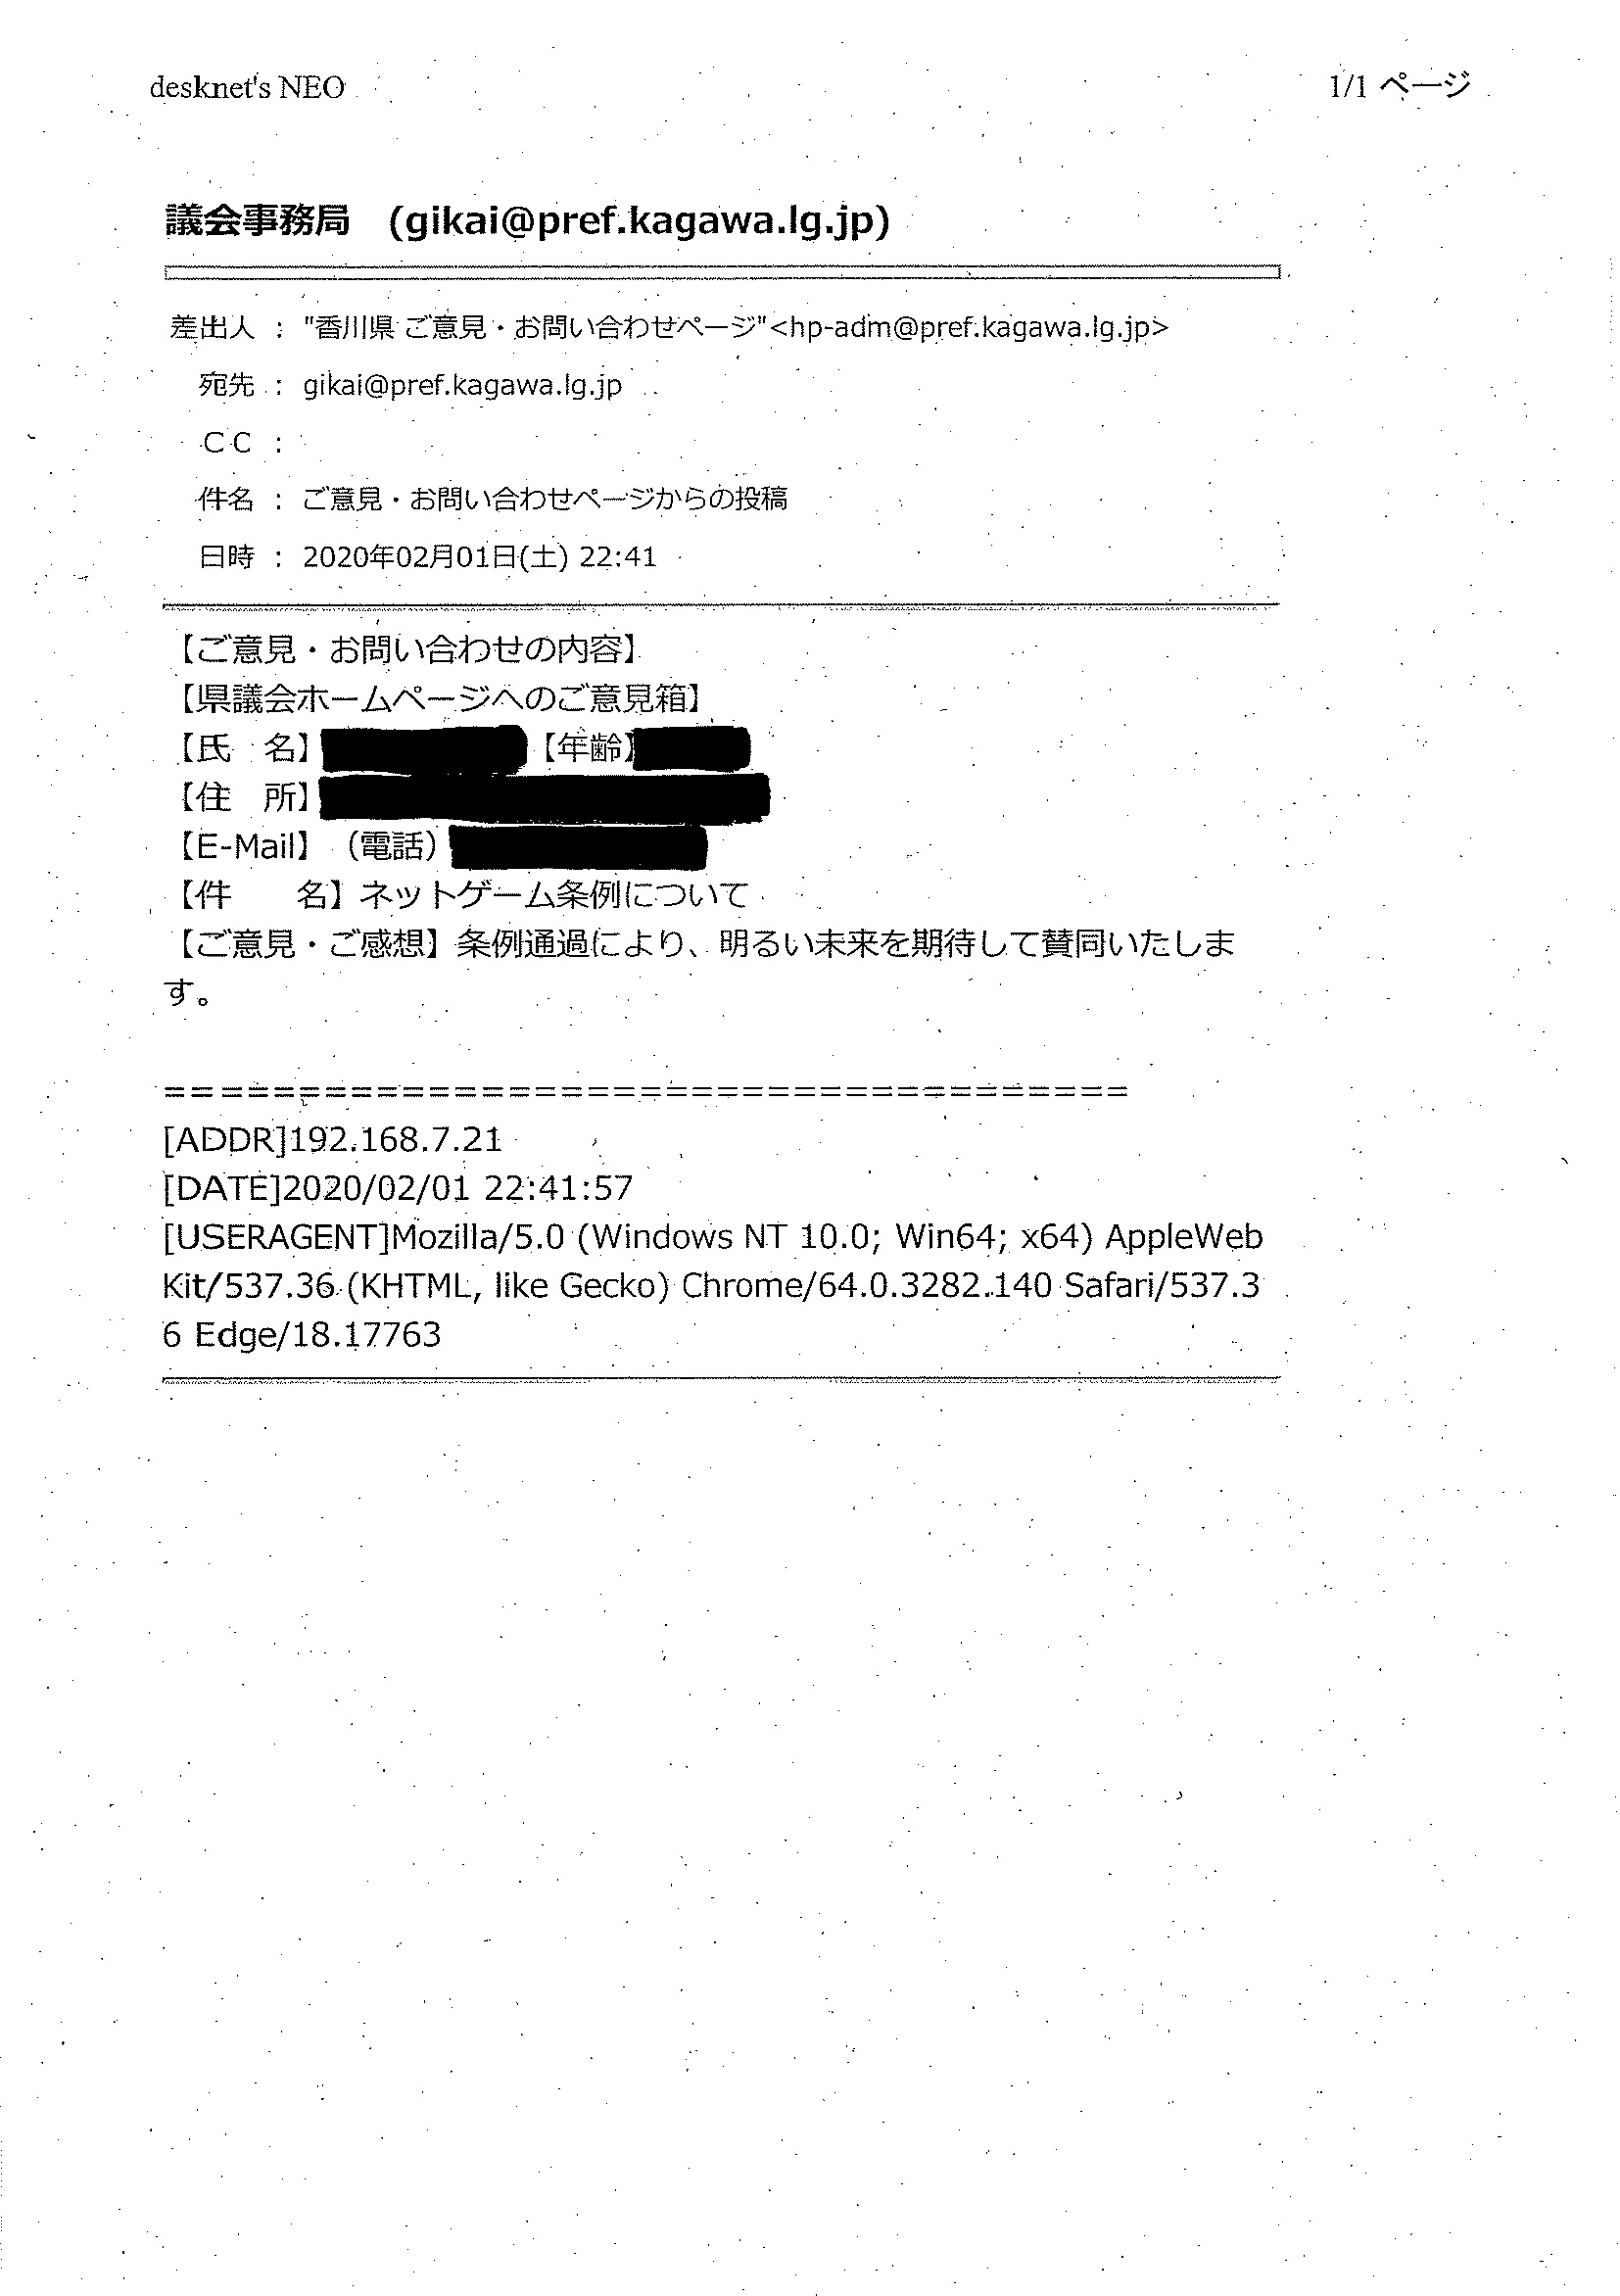 desknet's NEO
1/1 ページ
議会事務局　(gikai@pref.kagawa.lg.jp)
差出人 ： "香川県 ご意見・お問い合わせページ"<hp-adm@pref.kagawa.lg.jp>
宛先 ： gikai@pref.kagawa.lg.jp
ＣＣ ：
件名 ： ご意見・お問い合わせページからの投稿
日時 ： 2020年02月01日(土) 22:41
【ご意見・お問い合わせの内容】
【県議会ホームページへのご意見箱】
【氏　名】【年齢】
【住　所】
【E-Mail】（電話）
【件　　名】ネットゲーム条例について
【ご意見・ご感想】条例通過により、明るい未来を期待して賛同いたしま
す。
=====================================
[ADDR]192.168.7.21
[DATE]2020/02/01 22:41:57
[USERAGENT]Mozilla/5.0 (Windows NT 10.0; Win64; x64) AppleWeb
Kit/537.36 (KHTML, like Gecko) Chrome/64.0.3282.140 Safari/537.3
6 Edge/18.17763